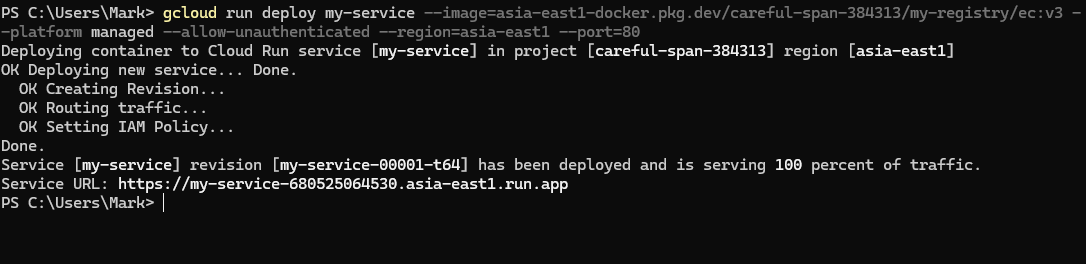 PS C:\Users\Mark> gcloud run deploy my-service --image=asia-east1-docker.pkg.dev/careful-span-384313/my-registry/ec:v3 -
-platform managed --allow-unauthenticated --region=asia-east1 --port=80
Deploying container to Cloud Run service [my-service] in project [careful-span-384313] region [asia-east1]
OK Deploying new service... Done.
  OK Creating Revision...
  OK Routing traffic...
  OK Setting IAM Policy...
Done.
Service [my-service] revision [my-service-00001-t64] has been deployed and is serving 100 percent of traffic.
Service URL: https://my-service-680525064530.asia-east1.run.app
PS C:\Users\Mark>